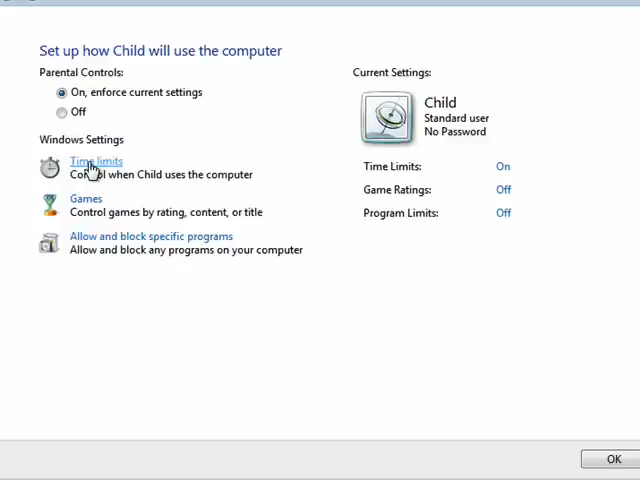 Set up how Child will use the computer
Parental Controls:
On, enforce current settings
Off
Windows Settings
Time limits
Control when Child uses the computer
Games
Control games by rating, content, or title
Allow and block specific programs
Allow and block any programs on your computer
Current Settings:
Child
Standard user
No Password
Time Limits: On
Game Ratings: Off
Program Limits: Off
OK